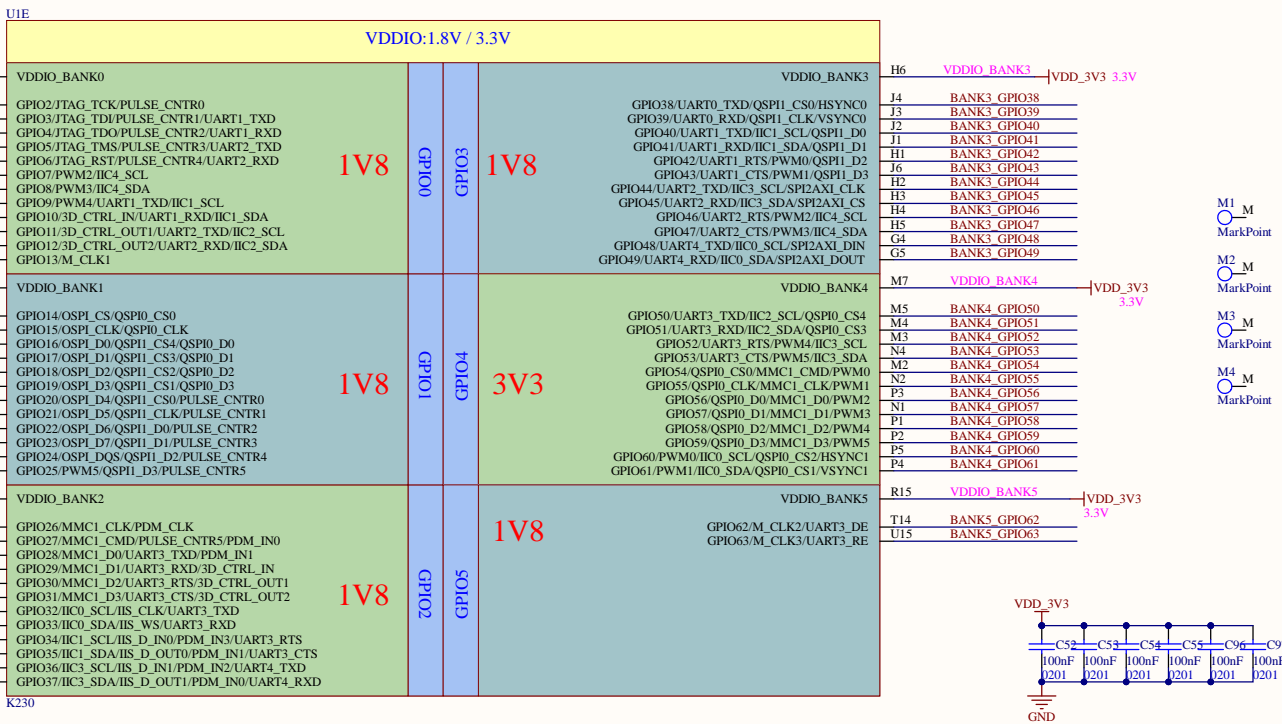 U1E
VDDIO:1.8V / 3.3V
VDDIO_BANK0
GPIO2/JTAG_TCK/PULSE_CNTR0
GPIO3/JTAG_TDI/PULSE_CNTR1/UART1_TXD
GPIO4/JTAG_TDO/PULSE_CNTR2/UART1_RXD
GPIO5/JTAG_TMS/PULSE_CNTR3/UART2_TXD
GPIO6/JTAG_RST/PULSE_CNTR4/UART2_RXD
GPIO7/PWM2/IIC4_SCL
GPIO8/PWM3/IIC4_SDA
GPIO9/PWM4/UART1_TXD/IIC1_SCL
GPIO10/3D_CTRL_IN/UART1_RXD/IIC1_SDA
GPIO11/3D_CTRL_OUT1/UART2_TXD/IIC2_SCL
GPIO12/3D_CTRL_OUT2/UART2_RXD/IIC2_SDA
GPIO13/M_CLK1
1V8
GPIO0
GPIO3
1V8
VDDIO_BANK3 H6 VDDIO_BANK3 VDD_3V3 3.3V
GPIO38/UART0_TXD/QSPI1_CS0/HSYNC0 J4 BANK3_GPIO38
GPIO39/UART0_RXD/QSPI1_CLK/VSYNC0 J3 BANK3_GPIO39
GPIO40/UART1_TXD/IIC1_SCL/QSPI1_D0 J2 BANK3_GPIO40
GPIO41/UART1_RXD/IIC1_SDA/QSPI1_D1 J1 BANK3_GPIO41
GPIO42/UART1_RTS/PWM0/QSPI1_D2 H1 BANK3_GPIO42
GPIO43/UART1_CTS/PWM1/QSPI1_D3 J6 BANK3_GPIO43
GPIO44/UART2_TXD/IIC3_SCL/SPI2AXI_CLK H2 BANK3_GPIO44
GPIO45/UART2_RXD/IIC3_SDA/SPI2AXI_CS H3 BANK3_GPIO45
GPIO46/UART2_RTS/PWM2/IIC4_SCL H4 BANK3_GPIO46
GPIO47/UART2_CTS/PWM3/IIC4_SDA H5 BANK3_GPIO47
GPIO48/UART4_TXD/IIC0_SCL/SPI2AXI_DIN G4 BANK3_GPIO48
GPIO49/UART4_RXD/IIC0_SDA/SPI2AXI_DOUT G5 BANK3_GPIO49
VDDIO_BANK1
GPIO14/OSPI_CS/QSPI0_CS0
GPIO15/OSPI_CLK/QSPI0_CLK
GPIO16/OSPI_D0/QSPI1_CS4/QSPI0_D0
GPIO17/OSPI_D1/QSPI1_CS3/QSPI0_D1
GPIO18/OSPI_D2/QSPI1_CS2/QSPI0_D2
GPIO19/OSPI_D3/QSPI1_CS1/QSPI0_D3
GPIO20/OSPI_D4/QSPI1_CS0/PULSE_CNTR0
GPIO21/OSPI_D5/QSPI1_CLK/PULSE_CNTR1
GPIO22/OSPI_D6/QSPI1_D0/PULSE_CNTR2
GPIO23/OSPI_D7/QSPI1_D1/PULSE_CNTR3
GPIO24/OSPI_DQS/QSPI1_D2/PULSE_CNTR4
GPIO25/PWM5/QSPI1_D3/PULSE_CNTR5
1V8
GPIO1
GPIO4
3V3
VDDIO_BANK4 M7 VDDIO_BANK4 VDD_3V3
3.3V
GPIO50/UART3_TXD/IIC2_SCL/QSPI0_CS4 M5 BANK4_GPIO50
GPIO51/UART3_RXD/IIC2_SDA/QSPI0_CS3 M4 BANK4_GPIO51
GPIO52/UART3_RTS/PWM4/IIC3_SCL M3 BANK4_GPIO52
GPIO53/UART3_CTS/PWM5/IIC3_SDA N4 BANK4_GPIO53
GPIO54/QSPI0_CS0/MMC1_CMD/PWM0 M2 BANK4_GPIO54
GPIO55/QSPI0_CLK/MMC1_CLK/PWM1 N2 BANK4_GPIO55
GPIO56/QSPI0_D0/MMC1_D0/PWM2 P3 BANK4_GPIO56
GPIO57/QSPI0_D1/MMC1_D1/PWM3 N1 BANK4_GPIO57
GPIO58/QSPI0_D2/MMC1_D2/PWM4 P1 BANK4_GPIO58
GPIO59/QSPI0_D3/MMC1_D3/PWM5 P2 BANK4_GPIO59
GPIO60/PWM0/IIC0_SCL/QSPI0_CS2/HSYNC1 P5 BANK4_GPIO60
GPIO61/PWM1/IIC0_SDA/QSPI0_CS1/VSYNC1 P4 BANK4_GPIO61
VDDIO_BANK2
GPIO26/MMC1_CLK/PDM_CLK
GPIO27/MMC1_CMD/PULSE_CNTR5/PDM_IN0
GPIO28/MMC1_D0/UART3_TXD/PDM_IN1
GPIO29/MMC1_D1/UART3_RXD/3D_CTRL_IN
GPIO30/MMC1_D2/UART3_RTS/3D_CTRL_OUT1
GPIO31/MMC1_D3/UART3_CTS/3D_CTRL_OUT2
GPIO32/IIC0_SCL/IIS_CLK/UART3_TXD
GPIO33/IIC0_SDA/IIS_WS/UART3_RXD
GPIO34/IIC1_SCL/IIS_D_IN0/PDM_IN3/UART3_RTS
GPIO35/IIC1_SDA/IIS_D_OUT0/PDM_IN1/UART3_CTS
GPIO36/IIC3_SCL/IIS_D_IN1/PDM_IN2/UART4_TXD
GPIO37/IIC3_SDA/IIS_D_OUT1/PDM_IN0/UART4_RXD
1V8
GPIO2
GPIO5
1V8
VDDIO_BANK5 R15 VDDIO_BANK5 VDD_3V3
3.3V
GPIO62/M_CLK2/UART3_DE T14 BANK5_GPIO62
GPIO63/M_CLK3/UART3_RE U15 BANK5_GPIO63
K230
M1
M
MarkPoint
M2
M
MarkPoint
M3
M
MarkPoint
M4
M
MarkPoint
VDD_3V3
C52 C53 C54 C55 C96
100nF 100nF 100nF 100nF 100nF
0201 0201 0201 0201 0201 0201
GND